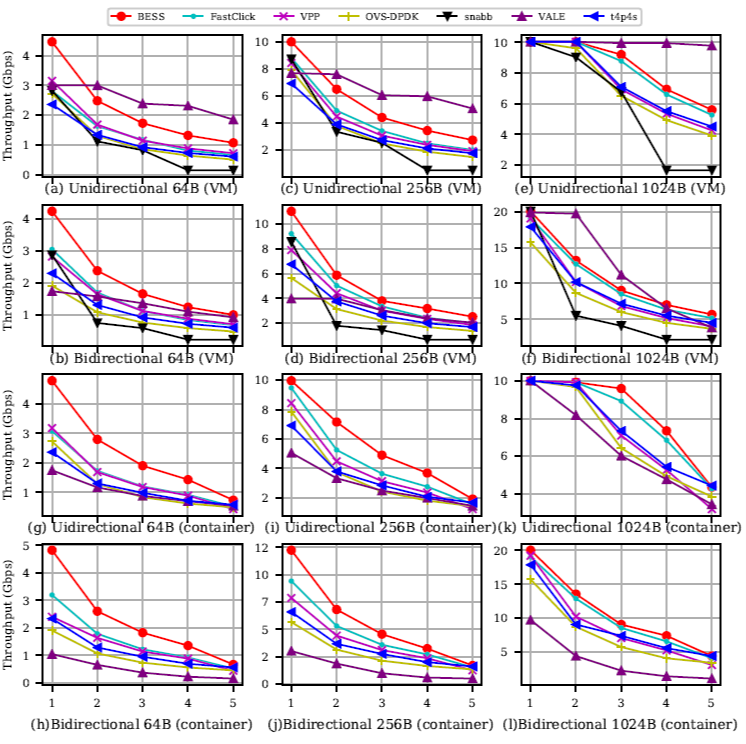 BESS FastClick VPP OVS-DPDK snabb VALE t4p4s
Throughput (Gbps)
4
3
2
1
0
(a) Unidirectional 64B (VM)
10
8
6
4
2
(c) Unidirectional 256B (VM)
10
8
6
4
2
(e) Unidirectional 1024B (VM)
Throughput (Gbps)
4
3
2
1
(b) Bidirectional 64B (VM)
10
8
6
4
2
(d) Bidirectional 256B (VM)
20
15
10
5
(f) Bidirectional 1024B (VM)
Throughput (Gbps)
4
3
2
1
(g) Uidirectional 64B (container)
10
8
6
4
2
(i) Uidirectional 256B (container)
10
8
6
4
(k) Uidirectional 1024B (container)
Throughput (Gbps)
5
4
3
2
1
0
1 2 3 4 5
(h)Bidirectional 64B (container)
12
10
7
5
2
0
1 2 3 4 5
(j)Bidirectional 256B (container)
20
15
10
5
1 2 3 4 5
(l)Bidirectional 1024B (container)